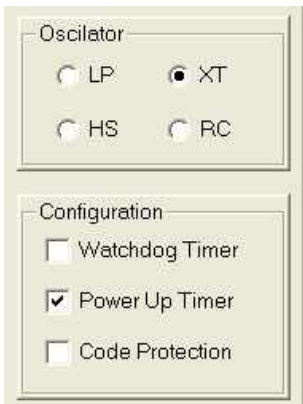 Oscilator
LP XT
HS RC
Configuration
Watchdog Timer
Power Up Timer
Code Protection